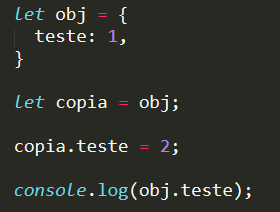 let obj = {
  teste: 1,
}
let copia = obj;
copia.teste = 2;
console.log(obj.teste);